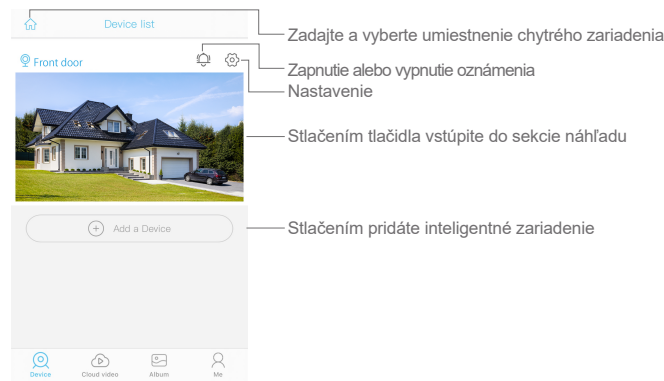 Device list
Zadajte a vyberte umiestnenie chytrého zariadenia
Front door
Zapnutie alebo vypnutie oznámenia
Nastavenie
Stlačením tlačidla vstúpite do sekcie náhľadu
Add a Device
Stlačením pridáte inteligentné zariadenie
Device
Cloud video
Album
Me